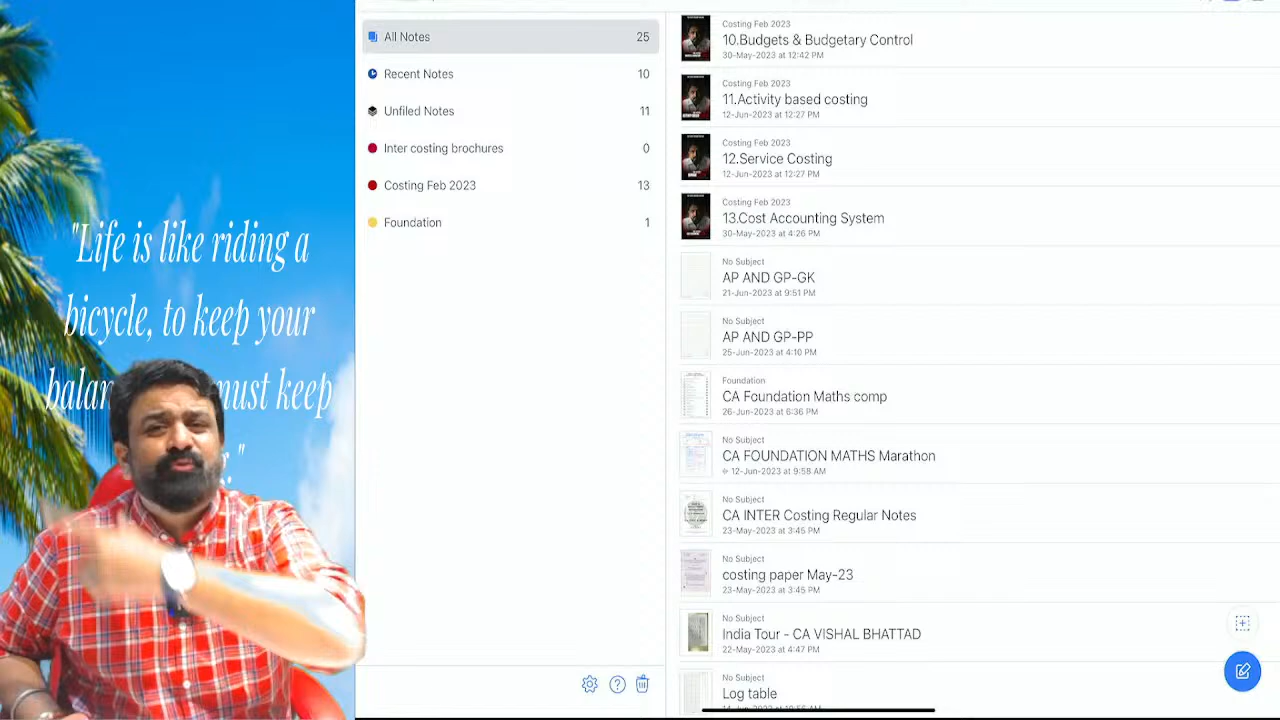 "Life is like riding a
bicycle, to keep your
must keep
All Notes 25
Recent Notes 10
Unfiled Notes 11
Inter costing brochures 0
Costing Feb 2023 13
Foundation 1
Costing Feb 2023
10.Budgets & Budgetary Control
30-May-2023 at 12:42 PM
Costing Feb 2023
11.Activity based costing
12-Jun-2023 at 12:27 PM
Costing Feb 2023
12.Service Costing
12-Jun-2023 at 12:27 PM
Costing Feb 2023
13.Cost Accounting System
30-May-2023 at 4:26 PM
No Subject
AP AND GP-GK
21-Jun-2023 at 9:51 PM
No Subject
AP AND GP-PP
25-Jun-2023 at 4:10 PM
Foundation
CA Foundation Maths comp
26-Jun-2023 at 6:36 PM
No Subject
CA FOUNDATION MATHS Marathon
12-Jun-2023 at 9:58 AM
No Subject
CA INTER Costing Regular Notes
23-May-2023 at 3:45 PM
No Subject
costing paper May-23
23-May-2023 at 3:45 PM
No Subject
India Tour - CA VISHAL BHATTAD
22-May-2023 at 4:47 PM
No Subject
Log table